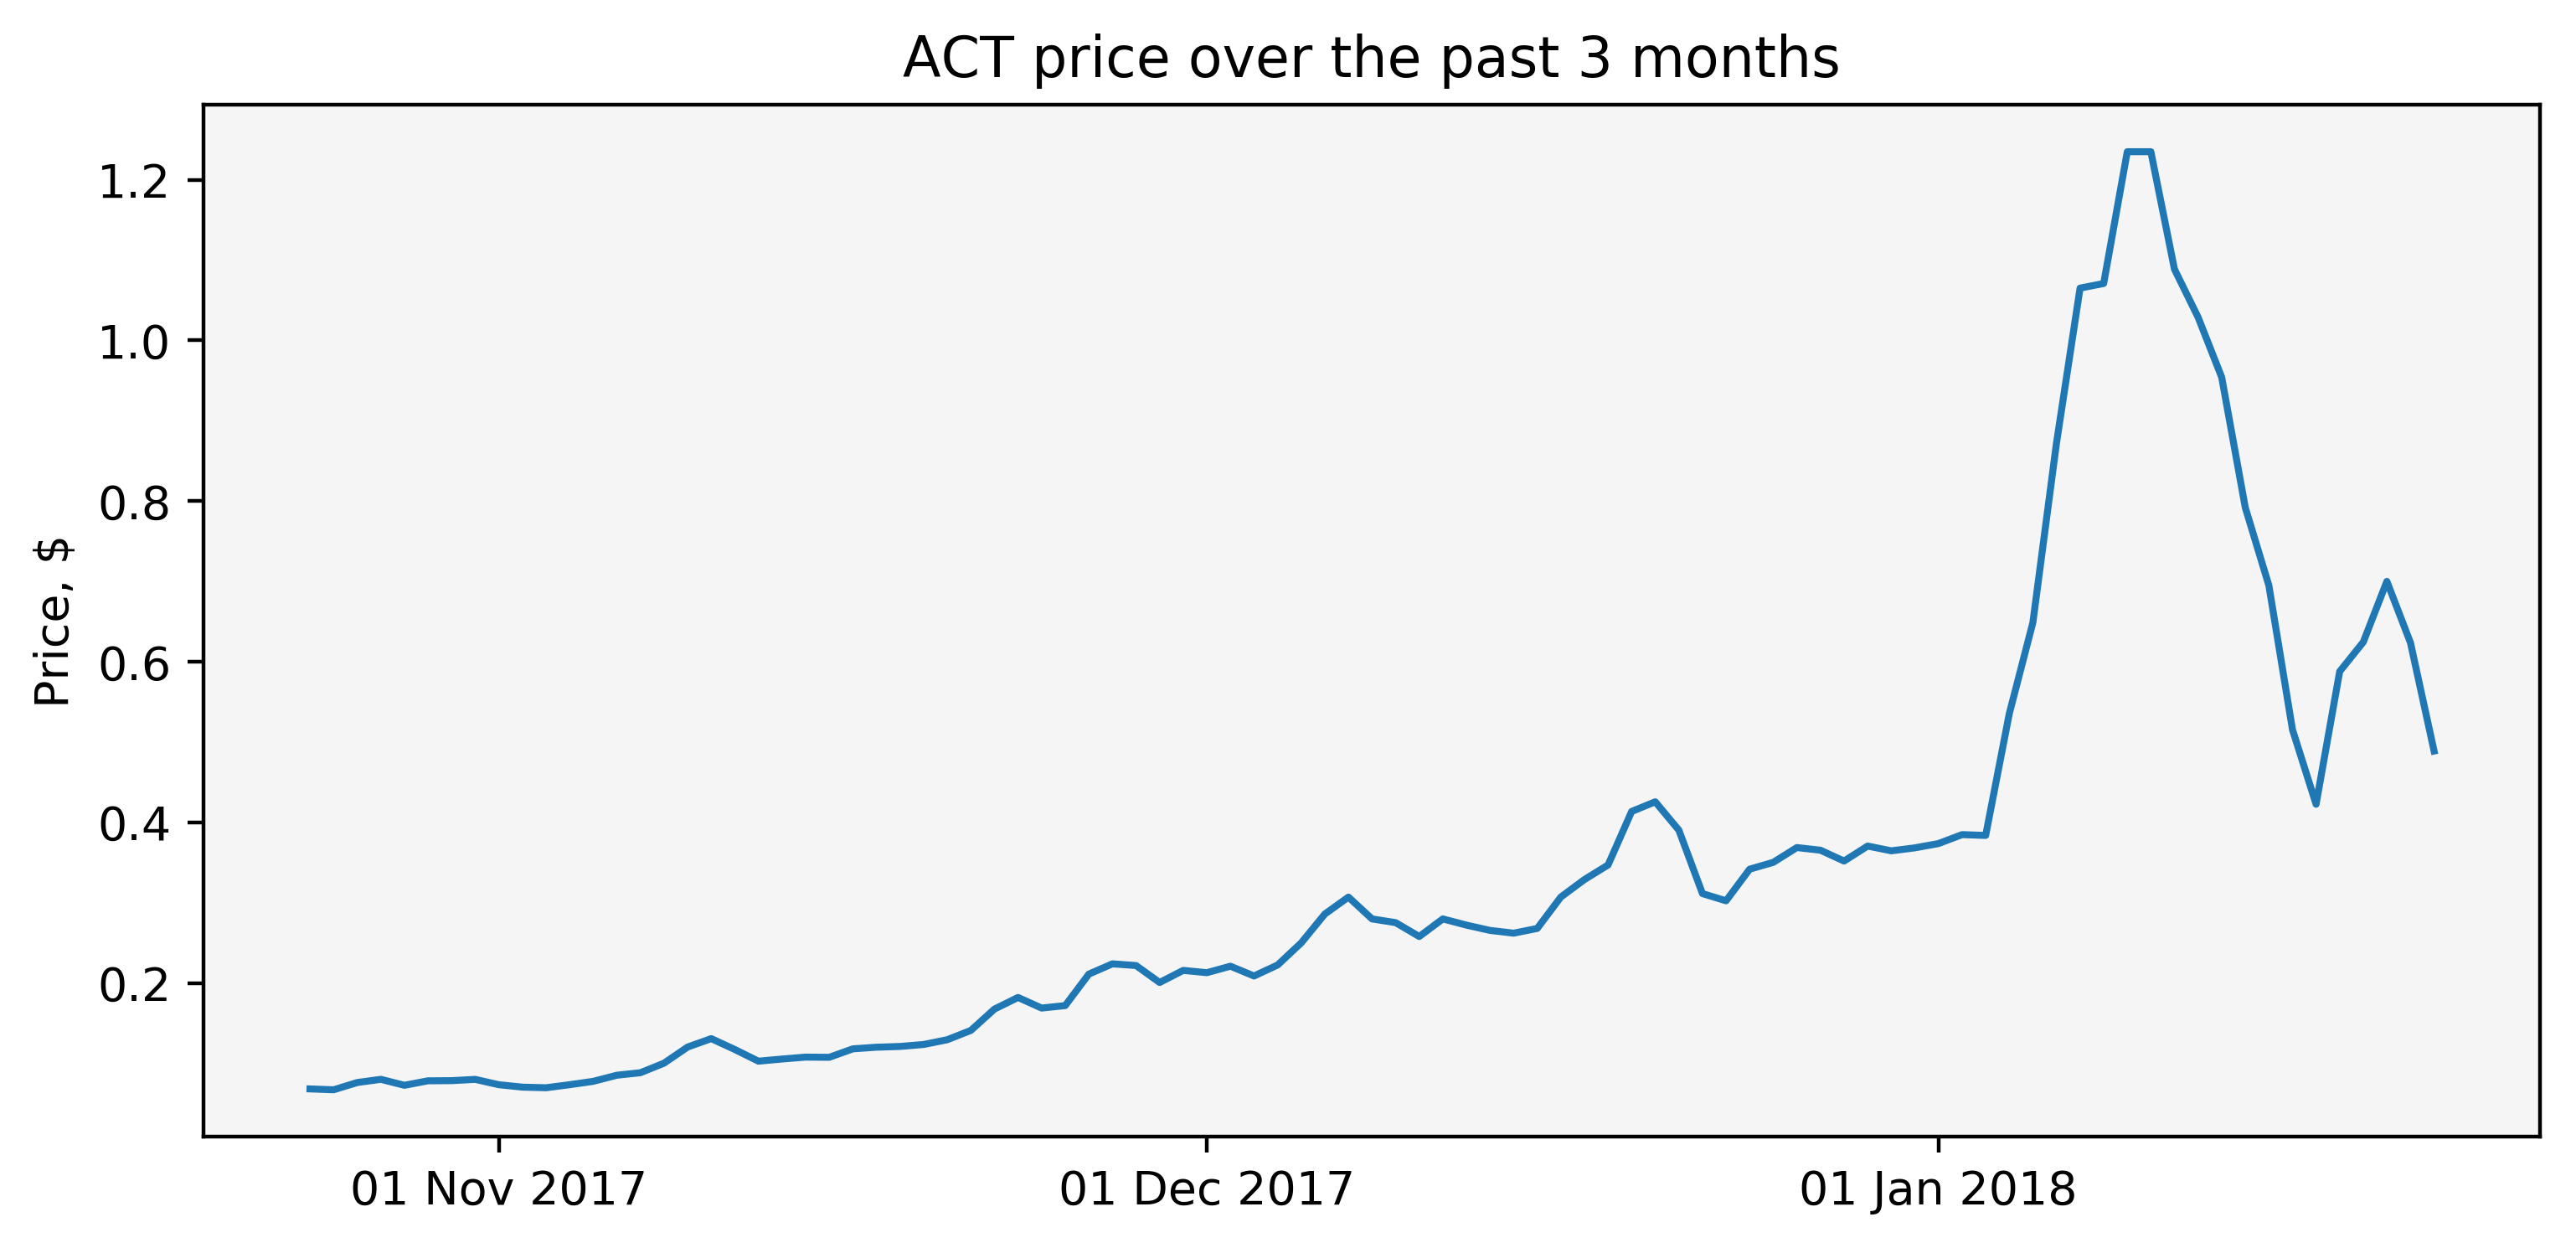 ACT price over the past 3 months
Price, $
1.2
1.0
0.8
0.6
0.4
0.2
01 Nov 2017
01 Dec 2017
01 Jan 2018